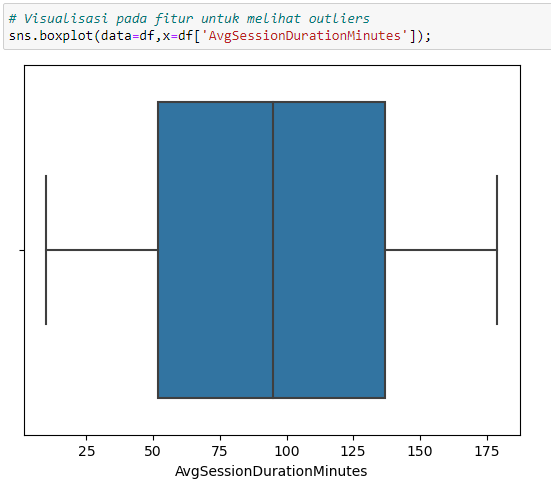 # Visualisasi pada fitur untuk melihat outliers
sns.boxplot(data=df,x=df['AvgSessionDurationMinutes']);
25 50 75 100 125 150 175
AvgSessionDurationMinutes